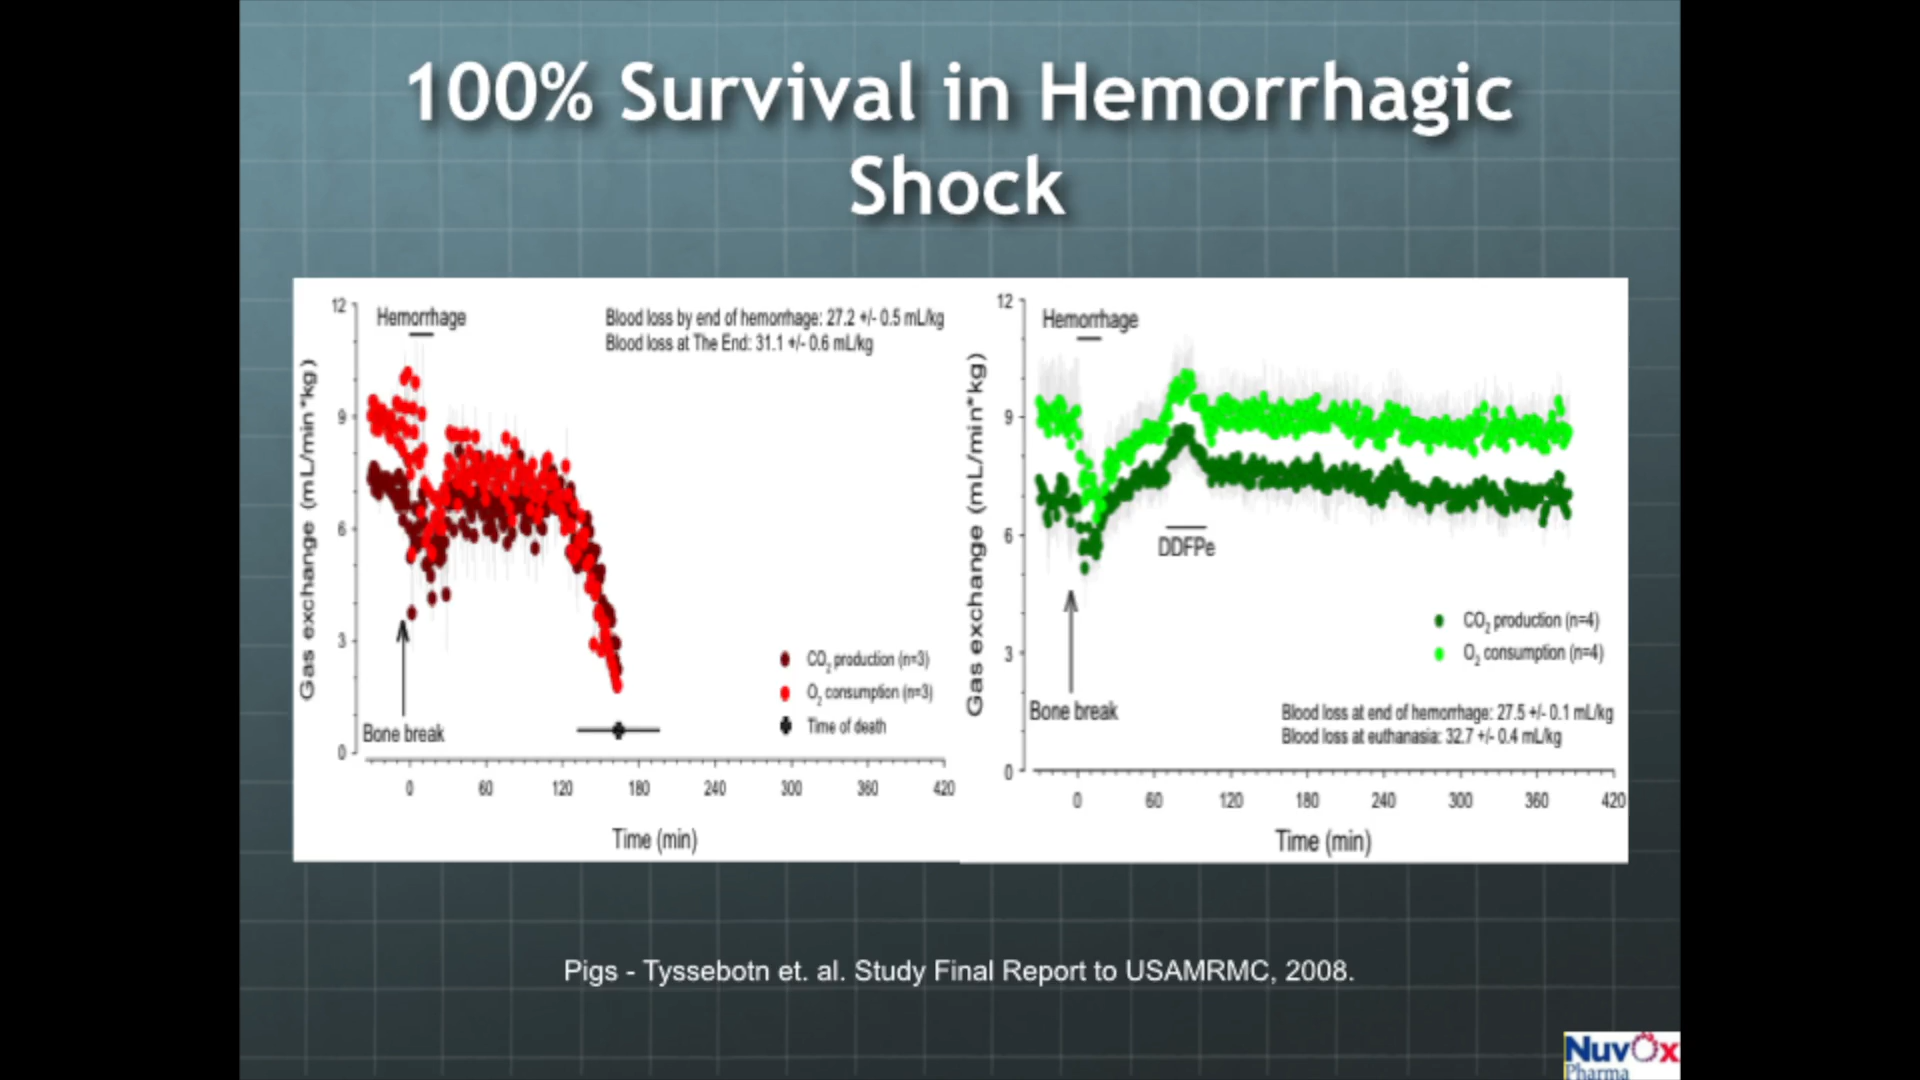 100% Survival in Hemorrhagic
Shock
12
Hemorrhage
Blood loss by end of hemorrhage: 27.2 +/- 0.5 mL/kg
Blood loss at The End: 31.1 +/- 0.6 mL/kg
9
6
3
0
Gas exchange (mL/min*kg)
Bone break
CO2 production (n=3)
O2 consumption (n=3)
Time of death
0 60 120 180 240 300 360 420
Time (min)
12
Hemorrhage
9
6
3
0
Gas exchange (mL/min*kg)
DDFPe
Bone break
CO2 production (n=4)
O2 consumption (n=4)
Blood loss at end of hemorrhage: 27.5 +/- 0.1 mL/kg
Blood loss at euthanasia: 32.7 +/- 0.4 mL/kg
0 60 120 180 240 300 360 420
Time (min)
Pigs - Tyssebotn et. al. Study Final Report to USAMRMC, 2008.
NuvOx
Pharma